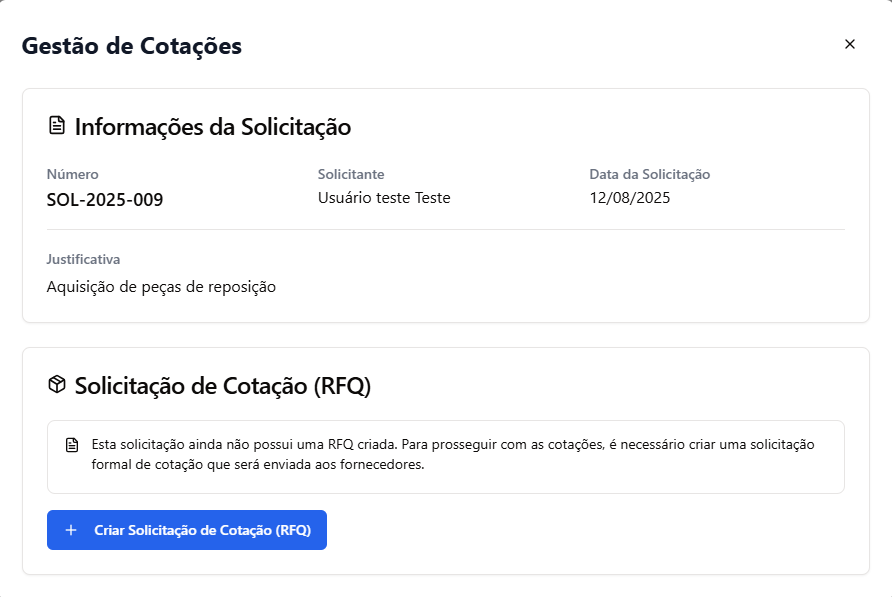 Gestão de Cotações
Informações da Solicitação
Número
Solicitante
Data da Solicitação
SOL-2025-009
Usuário teste Teste
12/08/2025
Justificativa
Aquisição de peças de reposição
Solicitação de Cotação (RFQ)
Esta solicitação ainda não possui uma RFQ criada. Para prosseguir com as cotações, é necessário criar uma solicitação
formal de cotação que será enviada aos fornecedores.
Criar Solicitação de Cotação (RFQ)